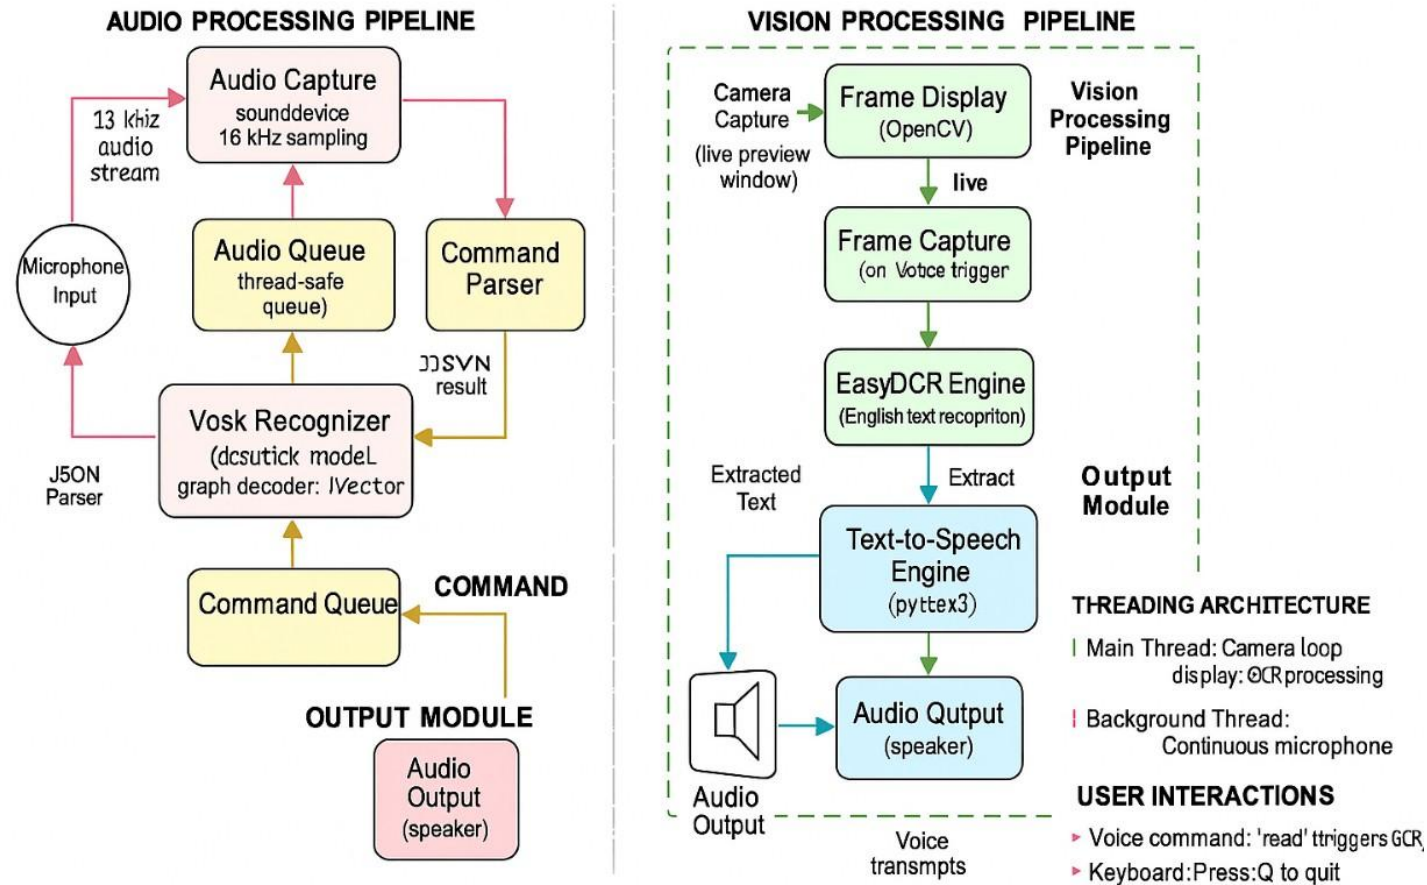 AUDIO PROCESSING PIPELINE
Audio Capture
sounddevice
16 kHz sampling
13 khiz
audio
stream
Microphone
Input
Audio Queue
thread-safe
queue)
Command
Parser
JJSVN
result
Vosk Recognizer
(dcsutick modeL
graph decoder: IVector
J5ON
Parser
Command Queue
COMMAND
OUTPUT MODULE
Audio
Output
(speaker)
VISION PROCESSING PIPELINE
Camera
Capture
(live preview
window)
Frame Display
(OpenCV)
Vision
Processing
Pipeline
live
Frame Capture
(on Votce trigger
EasyDCR Engine
(English text recopriton)
Extracted
Text
Extract
Output
Module
Text-to-Speech
Engine
(pyttex3)
Audio Qutput
(speaker)
Audio
Output
Voice
transmpts
THREADING ARCHITECTURE
Main Thread: Camera loop
display: OCR processing
Background Thread:
Continuous microphone
USER INTERACTIONS
Voice command: 'read' ttriggers GCR,
Keyboard:Press:Q to quit